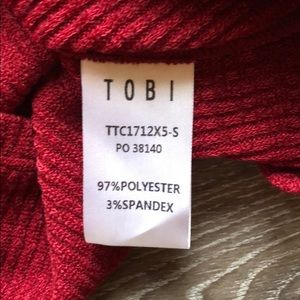 TOBI
TTC1712X5-S
PO 38140
97%POLYESTER
3%SPANDEX